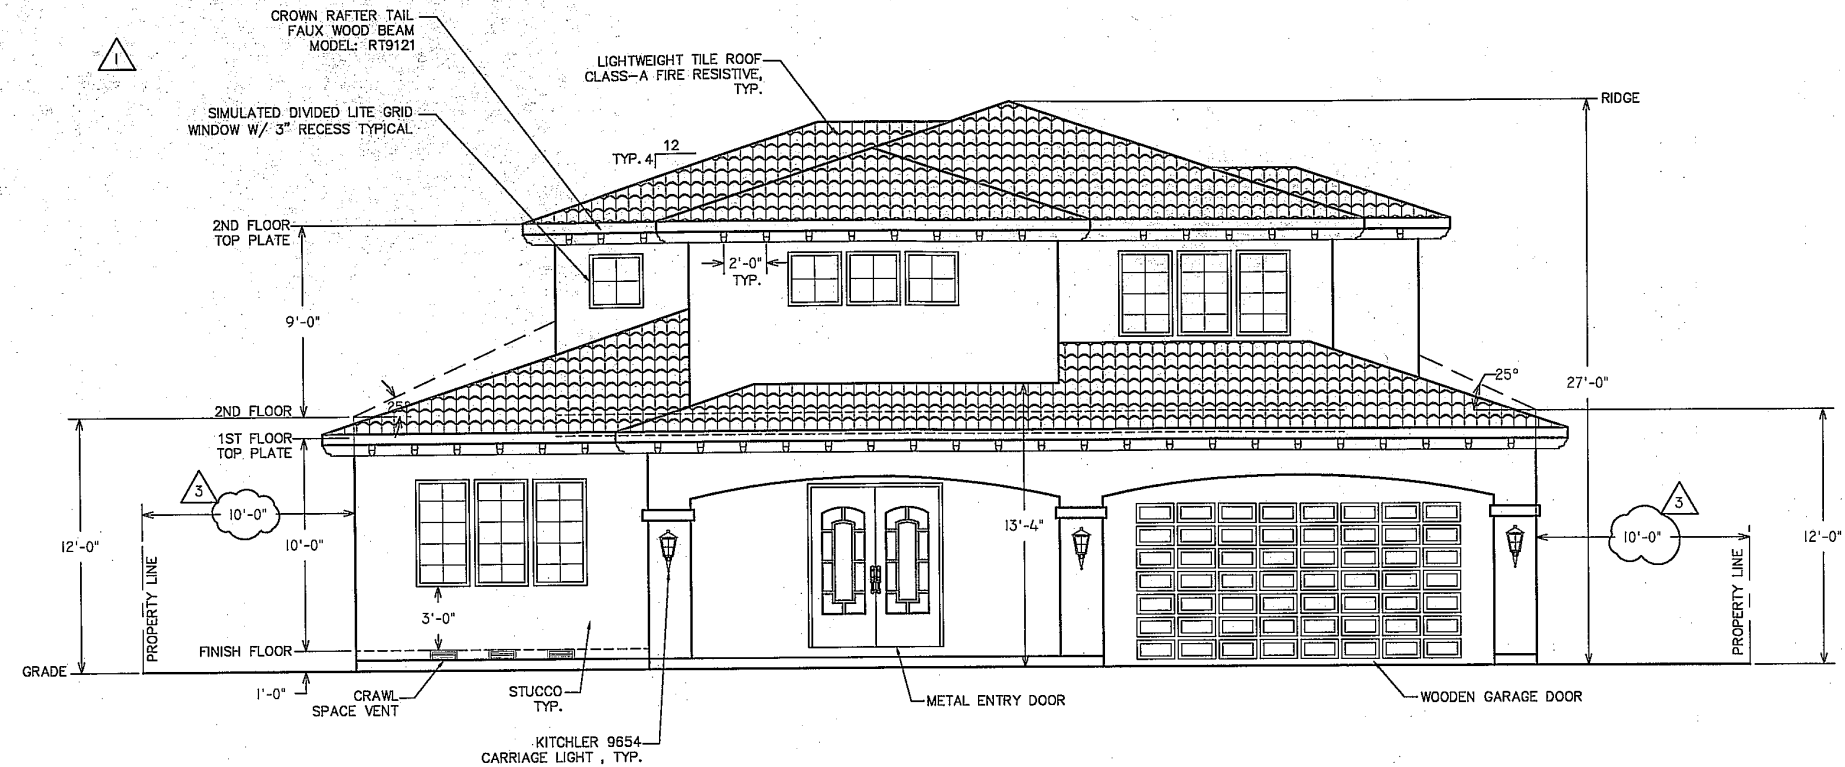 CROWN RAFTER TAIL
FAUX WOOD BEAM
MODEL: RT9121
1
LIGHTWEIGHT TILE ROOF
CLASS-A FIRE RESISTIVE,
TYP.
RIDGE
SIMULATED DIVIDED LITE GRID
WINDOW W/ 3" RECESS TYPICAL
12
TYP. 4
2ND FLOOR
TOP PLATE
2'-0"
TYP.
9'-0"
27'-0"
25°
25°
2ND FLOOR
1ST FLOOR
TOP PLATE
3
3
10'-0"
10'-0"
12'-0"
10'-0"
13'-4"
12'-0"
PROPERTY LINE
PROPERTY LINE
3'-0"
FINISH FLOOR
GRADE
1'-0"
CRAWL
SPACE VENT
STUCCO
TYP.
METAL ENTRY DOOR
WOODEN GARAGE DOOR
KITCHLER 9654
CARRIAGE LIGHT , TYP.